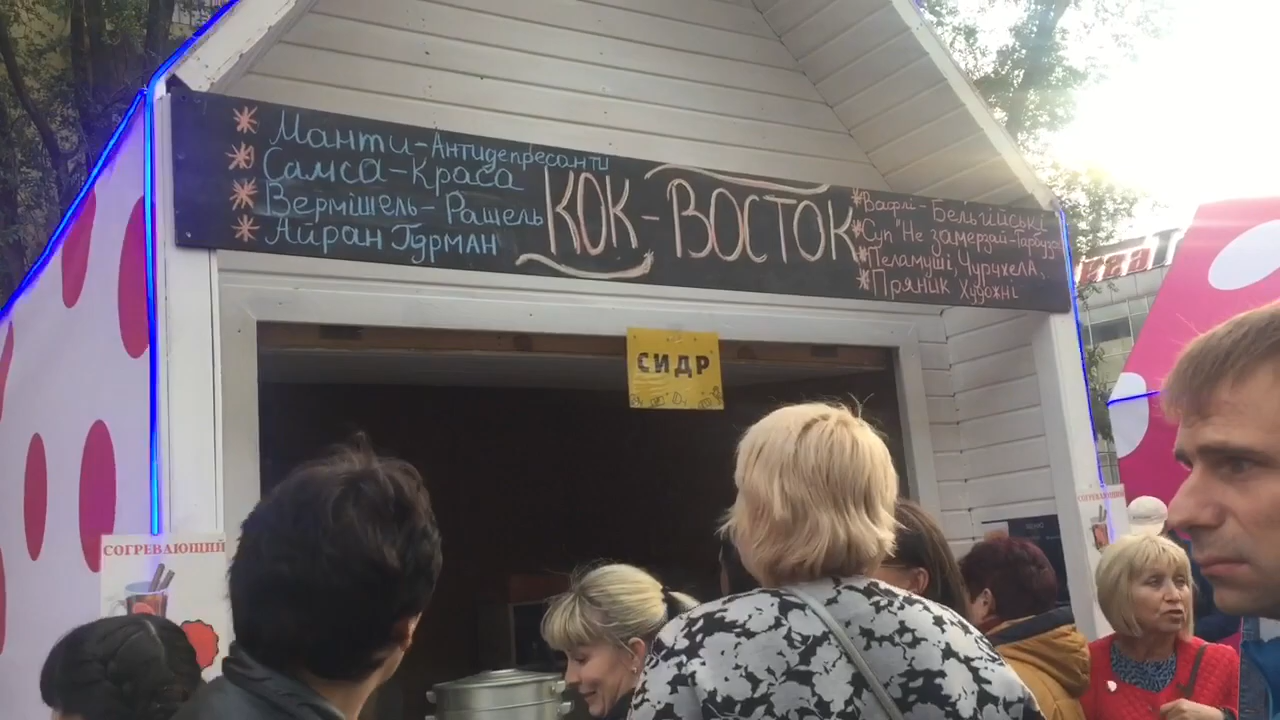 * Манти-Антидепресанти
* Самса-Краса
* Вермішель-Рашель
* Айран Гурман
КОК-ВОСТОК
*Вафлі-Бельгійські
*Суп "Не замерзай-Гарбуз
*Пеламуші, Чурчхела,
*Пряник художні
СИДР
СОГРЕВАЮЩИЙ
СОГРЕВАЮЩИЙ